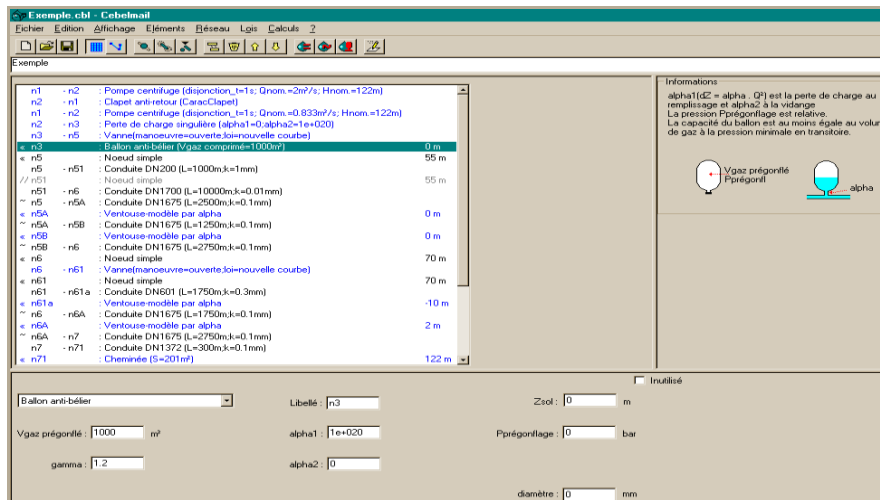 Exemple.cbl - Cebelmail
Fichier Edition Affichage Eléments Réseau Lois Calculs ?
Exemple
n1 - n2 : Pompe centrifuge (disjonction_t=1s; Qnom.=2m³/s; Hnom.=122m)
n2 - n1 : Clapet anti-retour (CaracClapet)
n1 - n2 : Pompe centrifuge (disjonction_t=1s; Qnom.=0.833m³/s; Hnom.=122m)
n2 - n3 : Perte de charge singulière (alpha1=0;alpha2=1e+020)
n3 - n5 : Vanne(manoeuvre=ouverte;loi=nouvelle courbe)
« n3 : Ballon anti-bélier (Vgaz comprimé=1000m³) 0 m
« n5 : Noeud simple 55 m
n5 - n51 : Conduite DN200 (L=1000m;k=1mm)
// n51 : Noeud simple 55 m
n51 - n6 : Conduite DN1700 (L=10000m;k=0.01mm)
~ n5 - n5A : Conduite DN1675 (L=2500m;k=0.1mm)
« n5A : Ventouse-modèle par alpha 0 m
~ n5A - n5B : Conduite DN1675 (L=1250m;k=0.1mm)
« n5B : Ventouse-modèle par alpha 0 m
~ n5B - n6 : Conduite DN1675 (L=2750m;k=0.1mm)
« n6 : Noeud simple 70 m
n6 - n61 : Vanne(manoeuvre=ouverte;loi=nouvelle courbe)
« n61 : Noeud simple 70 m
n61 - n61a : Conduite DN601 (L=1750m;k=0.3mm)
« n61a : Ventouse-modèle par alpha -10 m
~ n6 - n6A : Conduite DN1675 (L=1750m;k=0.1mm)
« n6A : Ventouse-modèle par alpha 2 m
~ n6A - n7 : Conduite DN1675 (L=2750m;k=0.1mm)
n7 - n71 : Conduite DN1372 (L=300m;k=0.1mm)
« n71 : Cheminée (S=201m²) 122 m
Informations
alpha1(dZ = alpha . Q²) est la perte de charge au
remplissage et alpha2 à la vidange
La pression Pprégonflage est relative.
La capacité du ballon est au moins égale au volun
de gaz à la pression minimale en transitoire.
Vgaz prégonflé
Pprégonfl
alpha
Inutilisé
Ballon anti-bélier Libellé : n3 Zsol : 0 m
Vgaz prégonflé : 1000 m³ alpha1 : 1e+020 Pprégonflage : 0 bar
gamma : 1.2 alpha2 : 0
diamètre : 0 mm